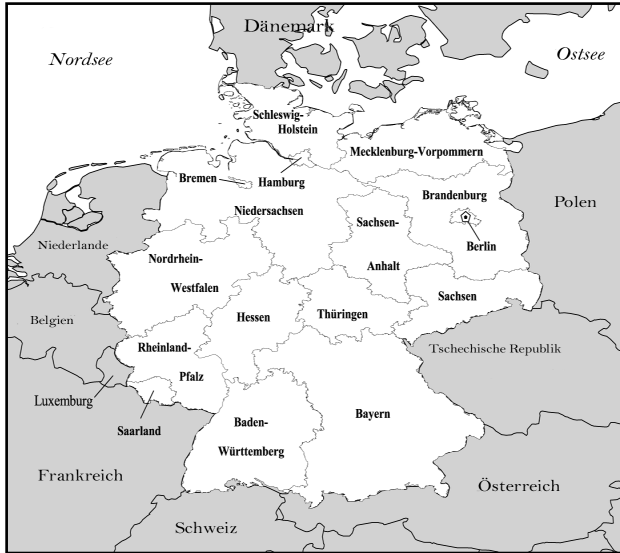 Dänemark
Nordsee
Ostsee
Schleswig-
Holstein
Mecklenburg-Vorpommern
Bremen
Hamburg
Brandenburg
Polen
Niedersachsen
Sachsen-
Anhalt
Berlin
Niederlande
Nordrhein-
Westfalen
Sachsen
Belgien
Hessen
Thüringen
Rheinland-
Pfalz
Tschechische Republik
Luxemburg
Saarland
Baden-
Württemberg
Bayern
Frankreich
Österreich
Schweiz